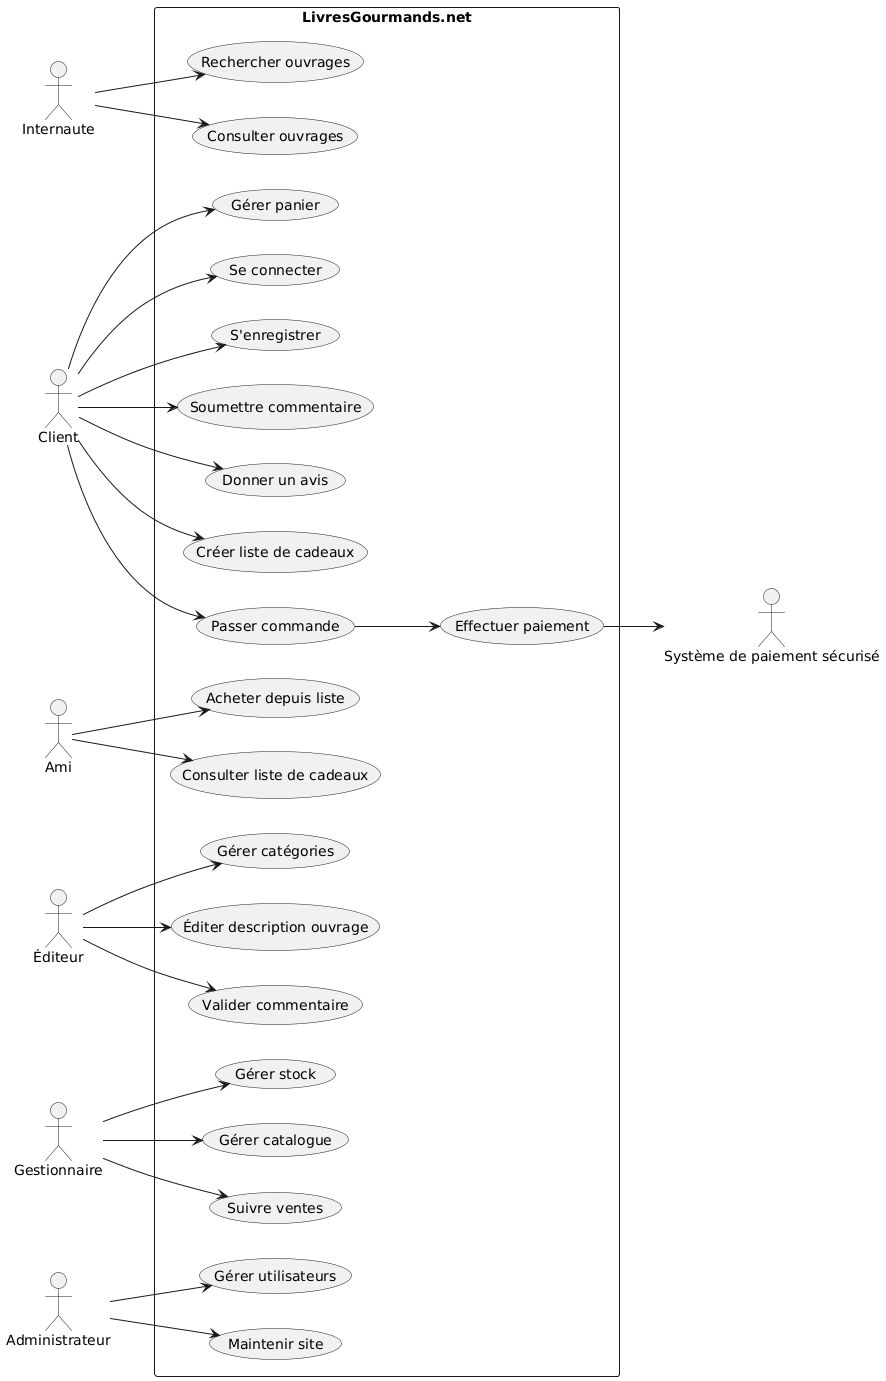 LivresGourmands.net
Rechercher ouvrages
Internaute
Consulter ouvrages
Gérer panier
Se connecter
S'enregistrer
Soumettre commentaire
Client
Donner un avis
Créer liste de cadeaux
Passer commande
Effectuer paiement
Système de paiement sécurisé
Acheter depuis liste
Ami
Consulter liste de cadeaux
Gérer catégories
Éditer description ouvrage
Éditeur
Valider commentaire
Gérer stock
Gérer catalogue
Gestionnaire
Suivre ventes
Gérer utilisateurs
Administrateur
Maintenir site